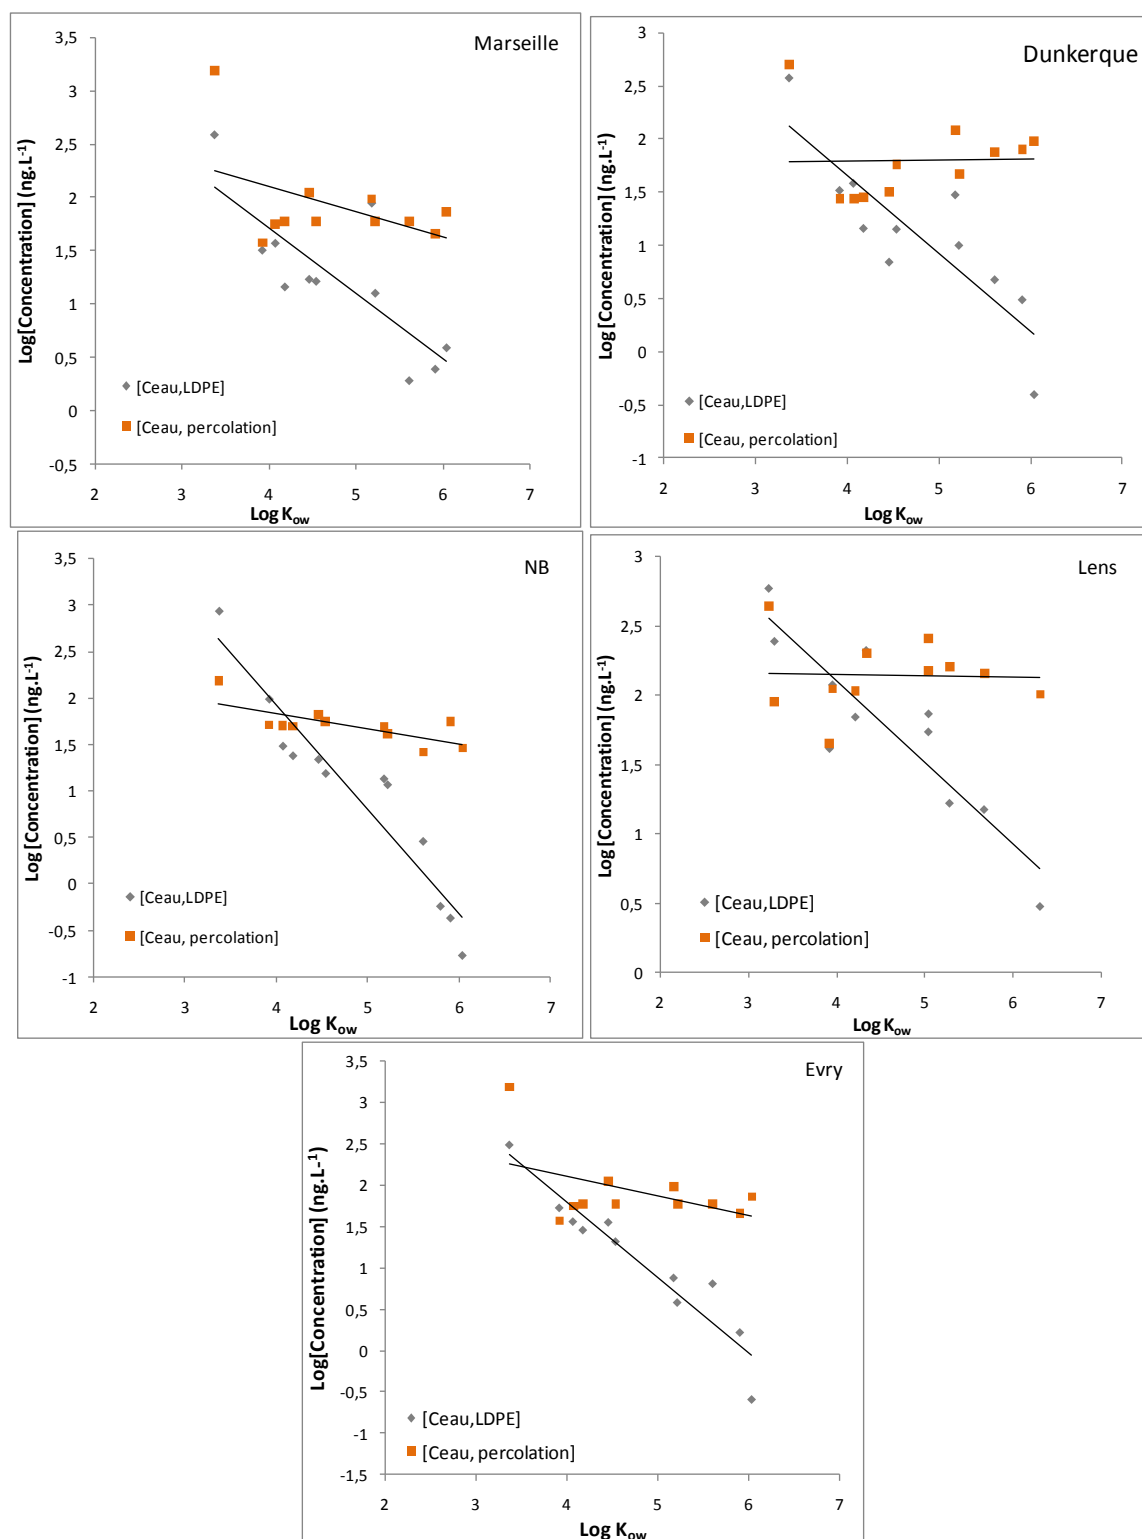 Marseille
Log[Concentration] (ng.L-1)
3,5
3
2,5
2
1,5
1
0,5
0
-0,5
[Ceau,LDPE]
[Ceau, percolation]
2 3 4 5 6 7
Log Kow
Dunkerque
Log [Concentration] (ng.L-1)
3
2,5
2
1,5
1
0,5
0
-0,5
-1
[Ceau,LDPE]
[Ceau, percolation]
2 3 4 5 6 7
Log Kow
NB
Log[Concentration] (ng.L-1)
3,5
3
2,5
2
1,5
1
0,5
0
-0,5
-1
[Ceau,LDPE]
[Ceau, percolation]
2 3 4 5 6 7
Log Kow
Lens
Log[Concentration] (ng.L-1)
3
2,5
2
1,5
1
0,5
0
[Ceau,LDPE]
[Ceau, percolation]
2 3 4 5 6 7
Log Kow
Evry
Log[Concentration] (ng.L-1)
3,5
3
2,5
2
1,5
1
0,5
0
-0,5
-1
-1,5
[Ceau,LDPE]
[Ceau, percolation]
2 3 4 5 6 7
Log Kow